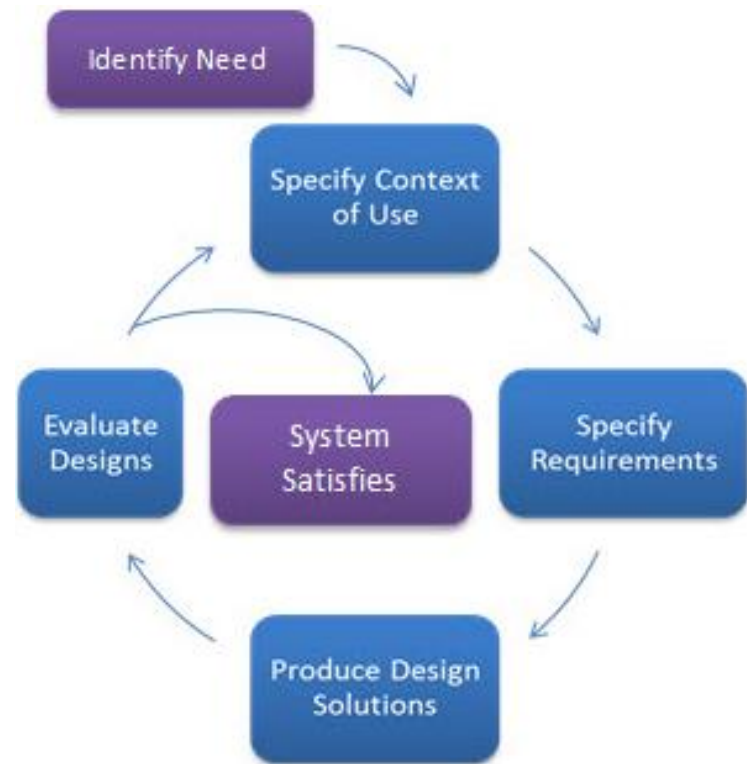 Identify Need
Specify Context
of Use
Specify
Requirements
Produce Design
Solutions
Evaluate
Designs
System
Satisfies